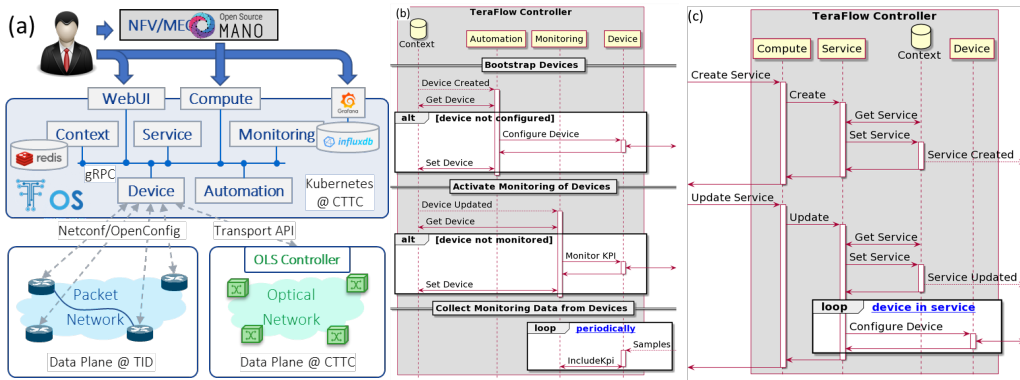 (a)
NFV/MEC
Open Source
MANO
WebUI
Compute
Grafana
Context
Service
Monitoring
redis
influxdb
gRPC
OS
Device
Automation
Kubernetes
@ CTTC
Netconf/OpenConfig
Transport API
OLS Controller
Packet
Network
Optical
Network
Data Plane @ TID
Data Plane @ CTTC
(b)
TeraFlow Controller
Context
Automation
Monitoring
Device
Bootstrap Devices
Device Created
Get Device
alt
[device not configured]
Configure Device
Set Device
Activate Monitoring of Devices
Device Updated
Get Device
alt
[device not monitored]
Monitor KPI
Set Device
Collect Monitoring Data from Devices
loop
periodically
Samples
IncludeKpi
(c)
TeraFlow Controller
Compute
Service
Context
Device
Create Service
Create
Get Service
Set Service
Service Created
Update Service
Update
Get Service
Set Service
Service Updated
loop
device in service
Configure Device